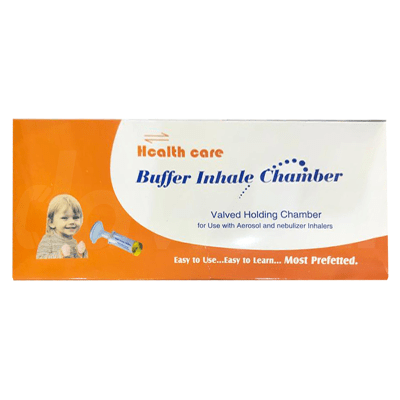 Hcalth care
Buffer Inhale Chamber
Valved Holding Chamber
for Use with Aerosol and nebulizer Inhalers
Easy to Use...Easy to Learn... Most Prefetted.